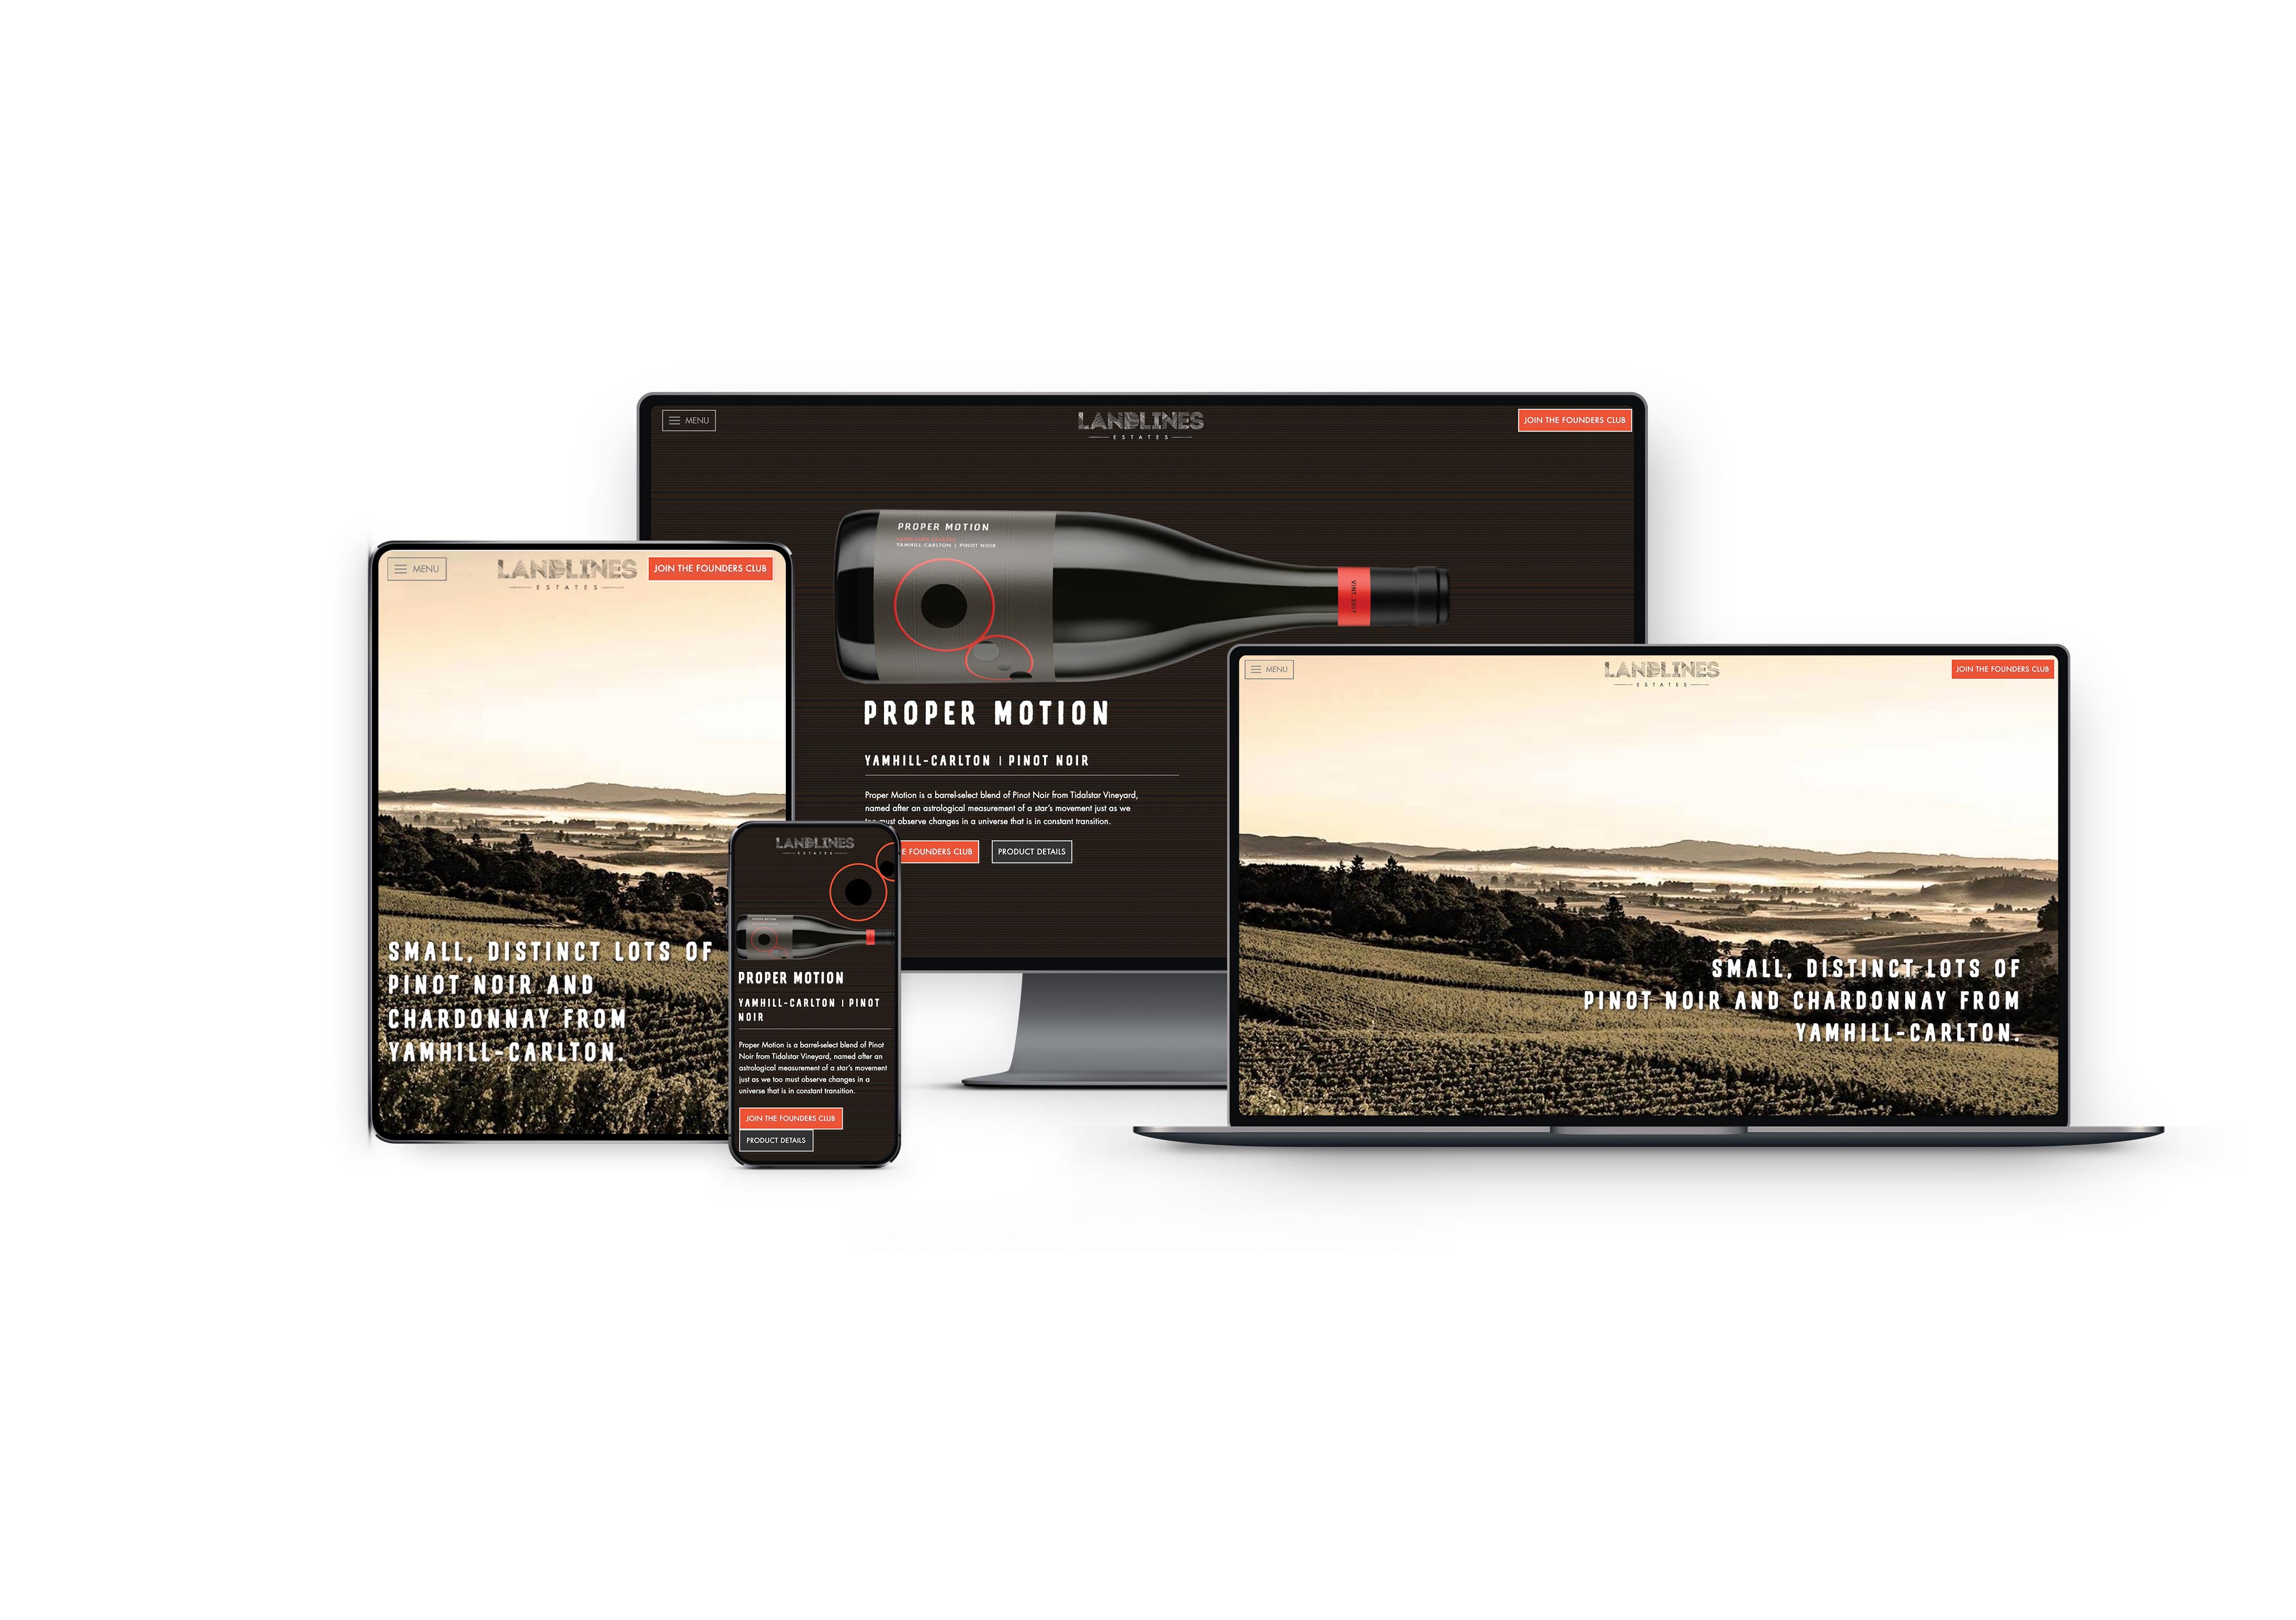 MENU
LANDLINES
ESTATES
JOIN THE FOUNDERS CLUB
PROPER MOTION
YAMHILL-CARLTON | PINOT NOIR
VINT. 2017
PROPER MOTION
YAMHILL-CARLTON | PINOT NOIR
Proper Motion is a barrel-select blend of Pinot Noir from Tidalstar Vineyard,
named after an astrological measurement of a star's movement just as we
must observe changes in a universe that is in constant transition.
FOUNDERS CLUB
PRODUCT DETAILS
MENU
LANDLINES
ESTATES
JOIN THE FOUNDERS CLUB
SMALL, DISTINCT LOTS OF
PINOT NOIR AND
CHARDONNAY FROM
YAMHILL-CARLTON.
LANDLINES
ESTATES
PROPER MOTION
YAMHILL-CARLTON | PINOT
NOIR
Proper Motion is a barrel-select blend of Pinot
Noir from Tidalstar Vineyard, named after an
astrological measurement of a star's movement
just as we too must observe changes in a
universe that is in constant transition.
JOIN THE FOUNDERS CLUB
PRODUCT DETAILS
MENU
LANDLINES
ESTATES
JOIN THE FOUNDERS CLUB
SMALL, DISTINCT LOTS OF
PINOT NOIR AND CHARDONNAY FROM
YAMHILL-CARLTON.